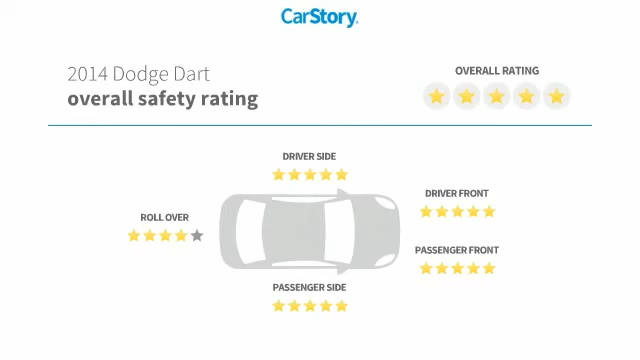 CarStory.
2014 Dodge Dart
overall safety rating
OVERALL RATING
DRIVER SIDE
DRIVER FRONT
ROLL OVER
PASSENGER FRONT
PASSENGER SIDE